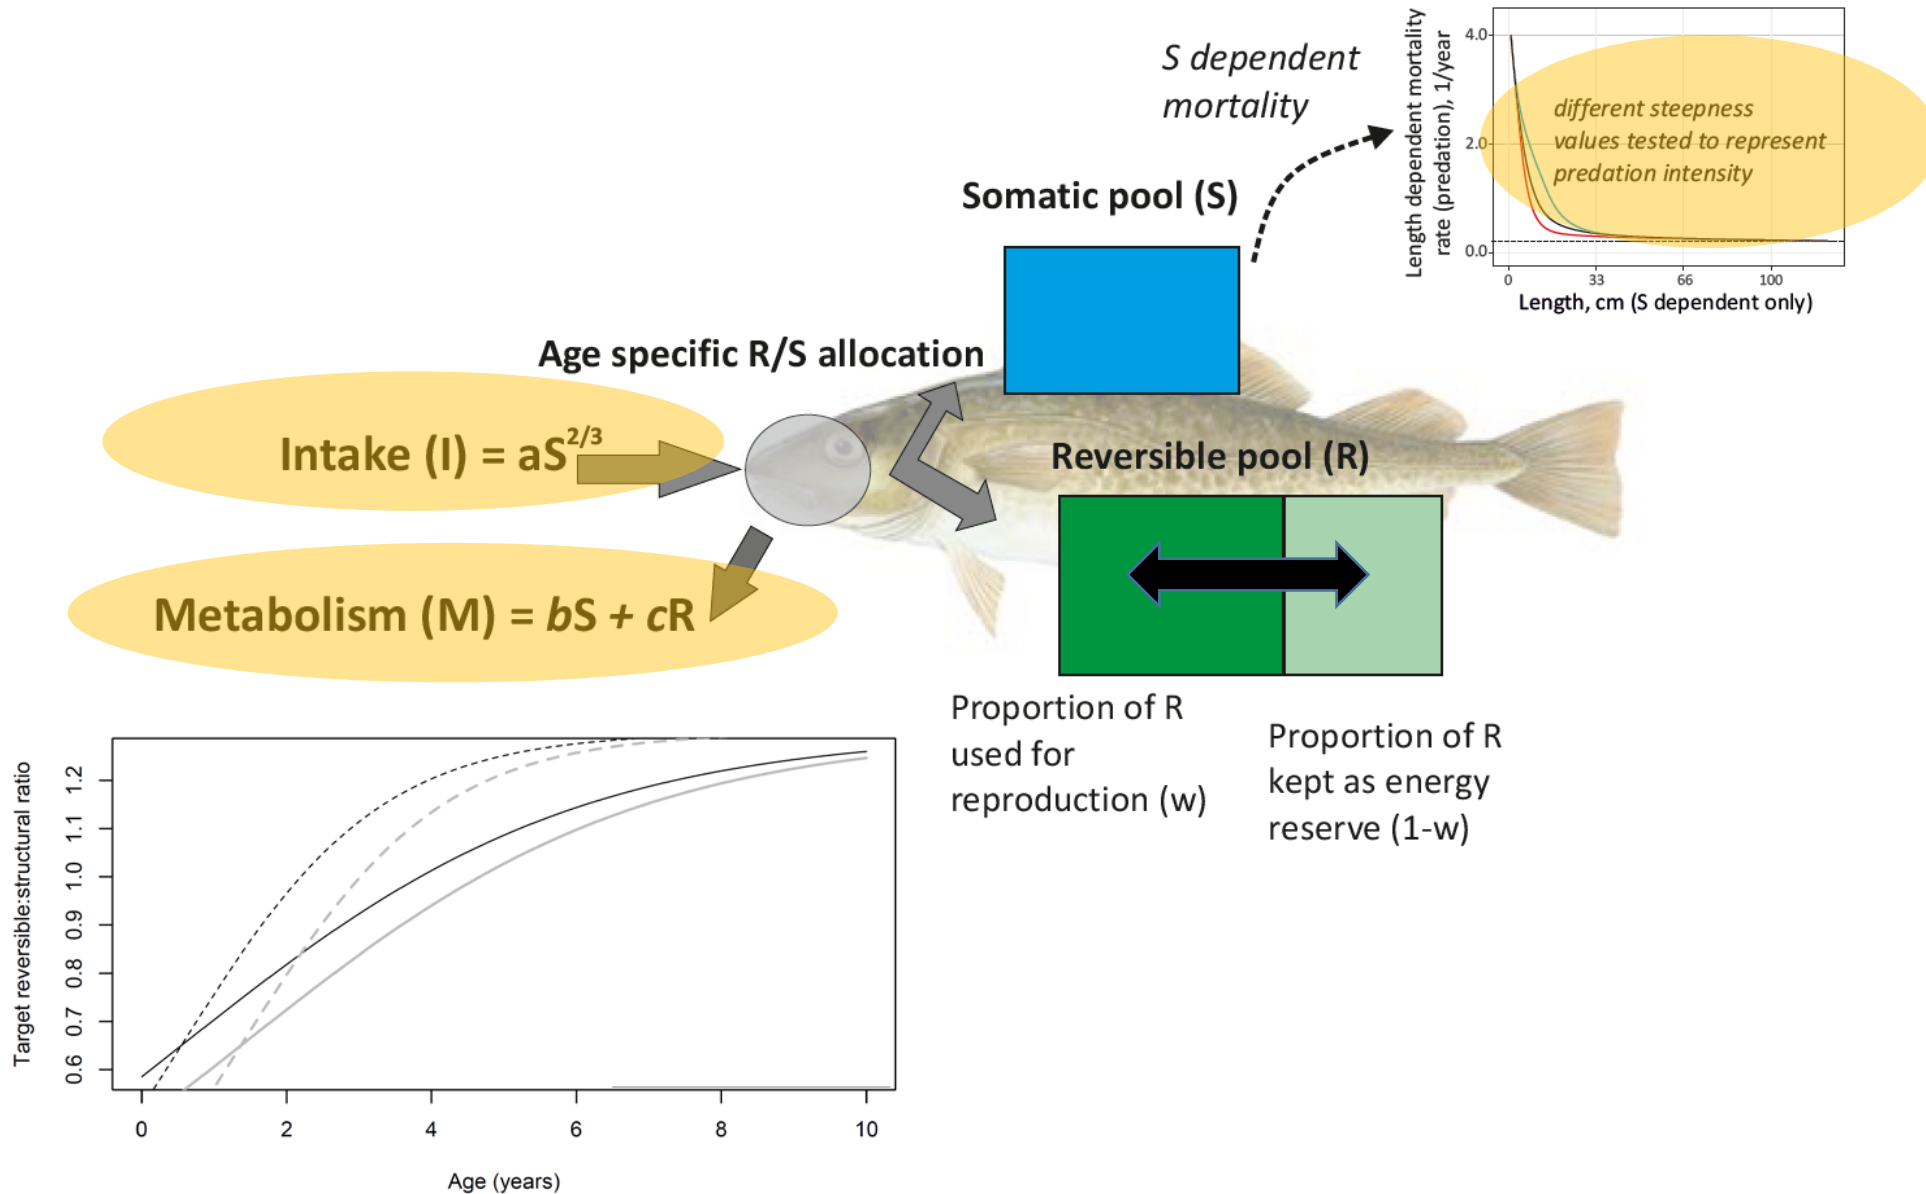 S dependent
mortality
Length dependent mortality
rate (predation), 1/year
4.0
2.0
0.0
different steepness
values tested to represent
predation intensity
0 33 66 100
Length, cm (S dependent only)
Somatic pool (S)
Age specific R/S allocation
Intake (I) = aS^2/3
Reversible pool (R)
Metabolism (M) = bS + cR
Proportion of R
used for
reproduction (w)
Proportion of R
kept as energy
reserve (1-w)
Target reversible:structural ratio
1.2
1.1
1.0
0.9
0.8
0.7
0.6
0 2 4 6 8 10
Age (years)